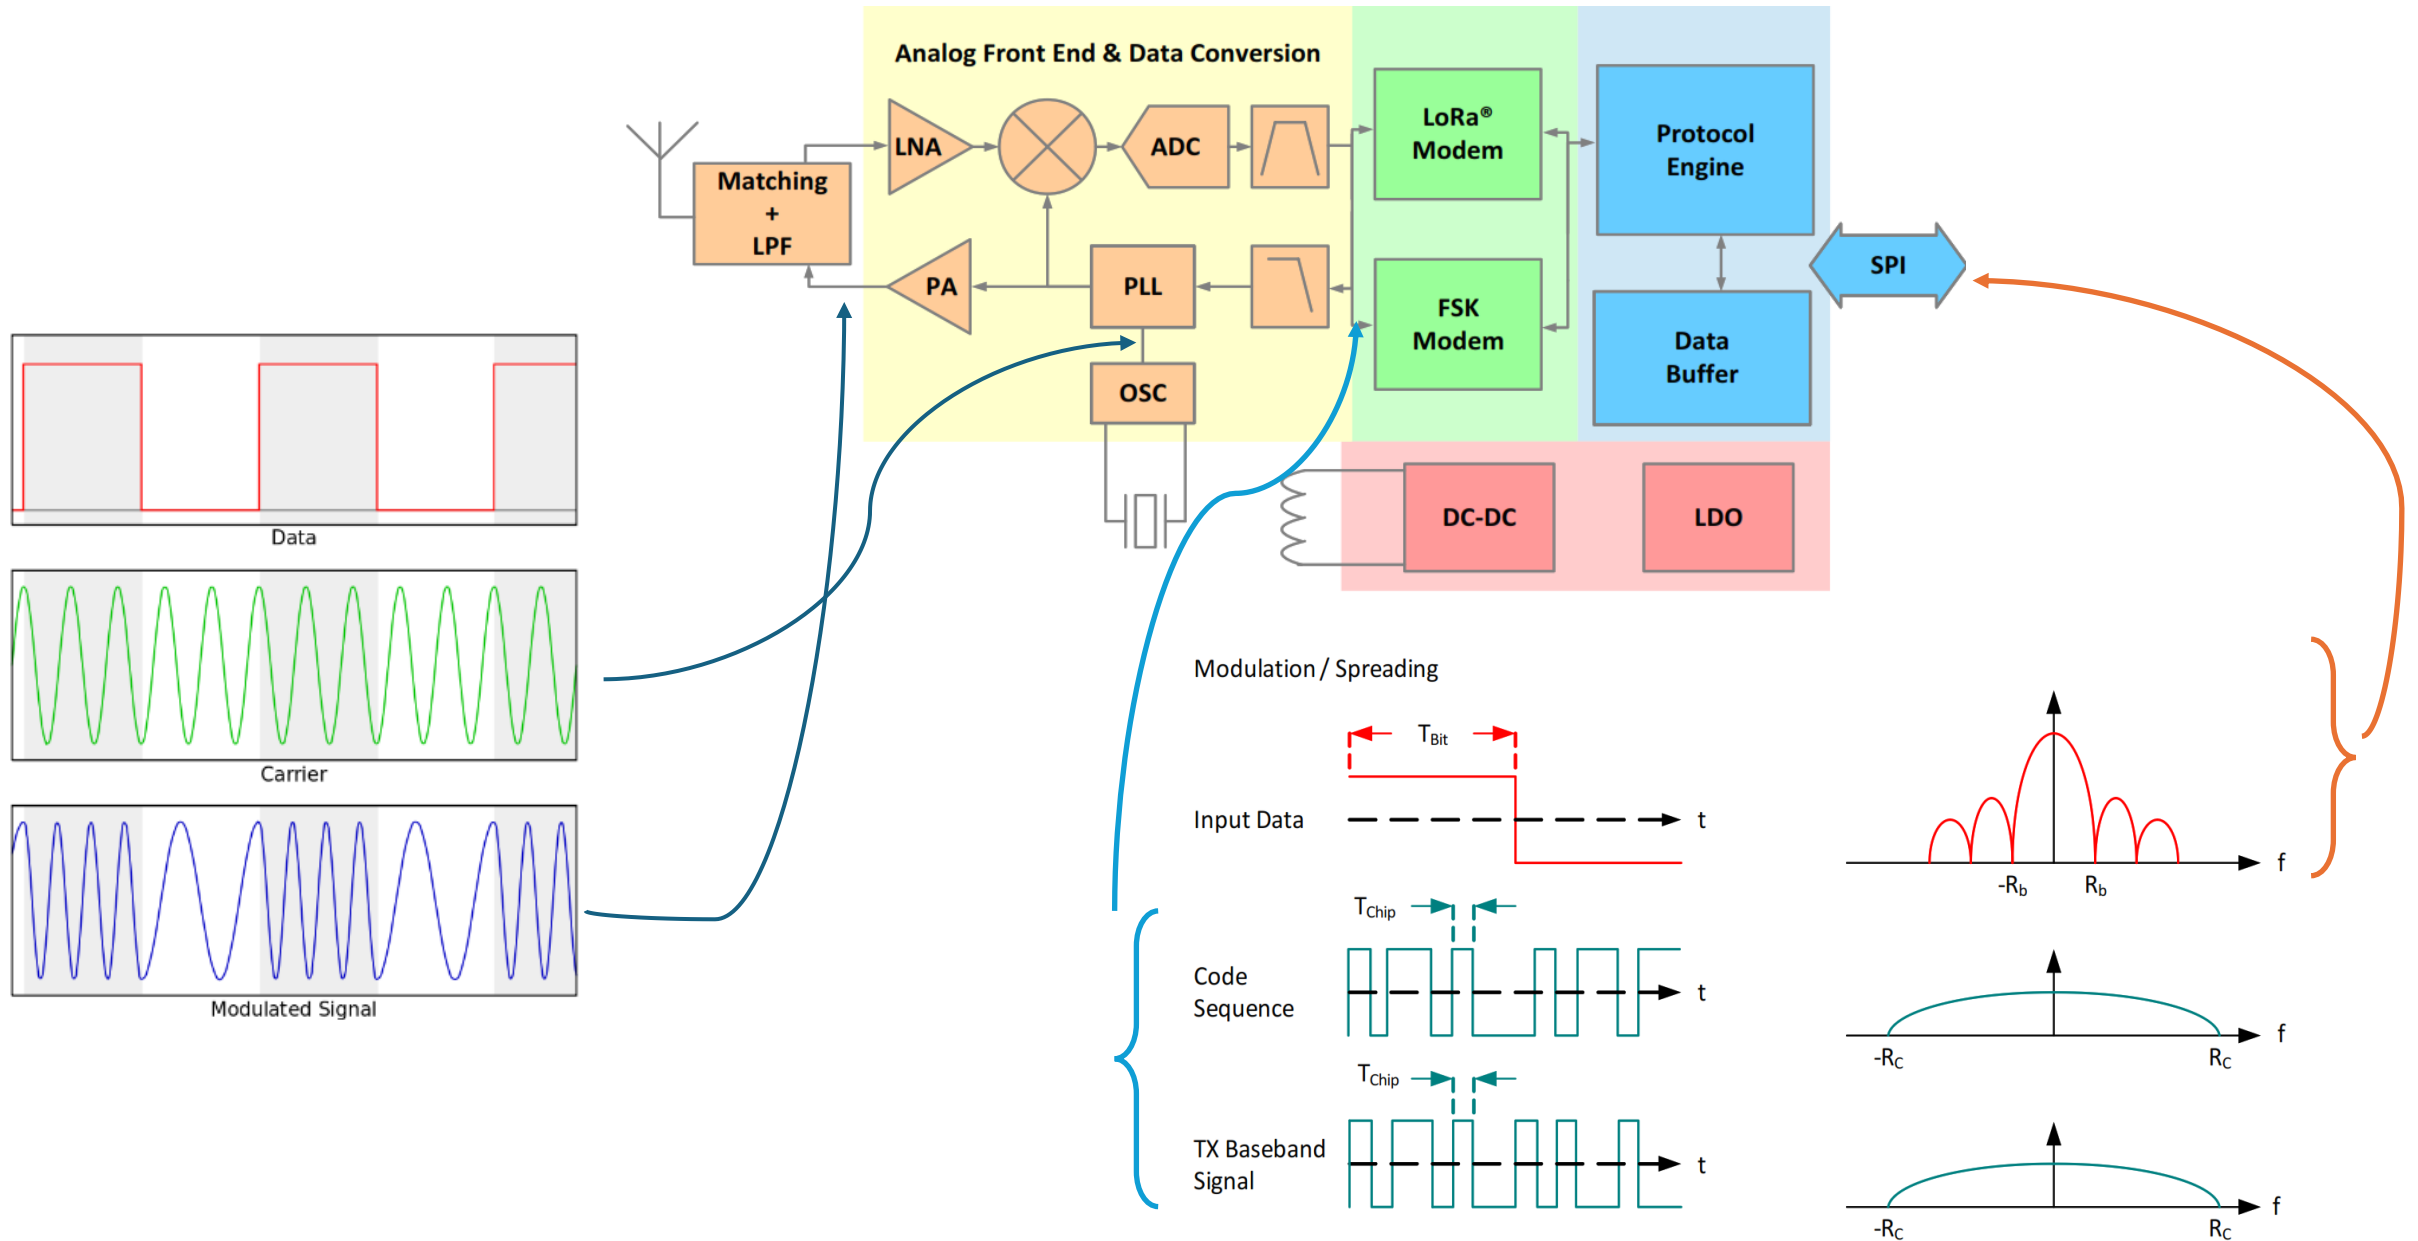 Analog Front End & Data Conversion
LNA
ADC
LoRa®
Modem
Protocol
Engine
Matching
+
LPF
PA
PLL
FSK
Modem
SPI
Data
Buffer
OSC
DC-DC
LDO
Data
Carrier
Modulated Signal
Modulation / Spreading
TBit
Input Data
t
f
-Rb
Rb
TChip
Code
Sequence
t
f
-RC
RC
TChip
TX Baseband
Signal
t
f
-RC
RC